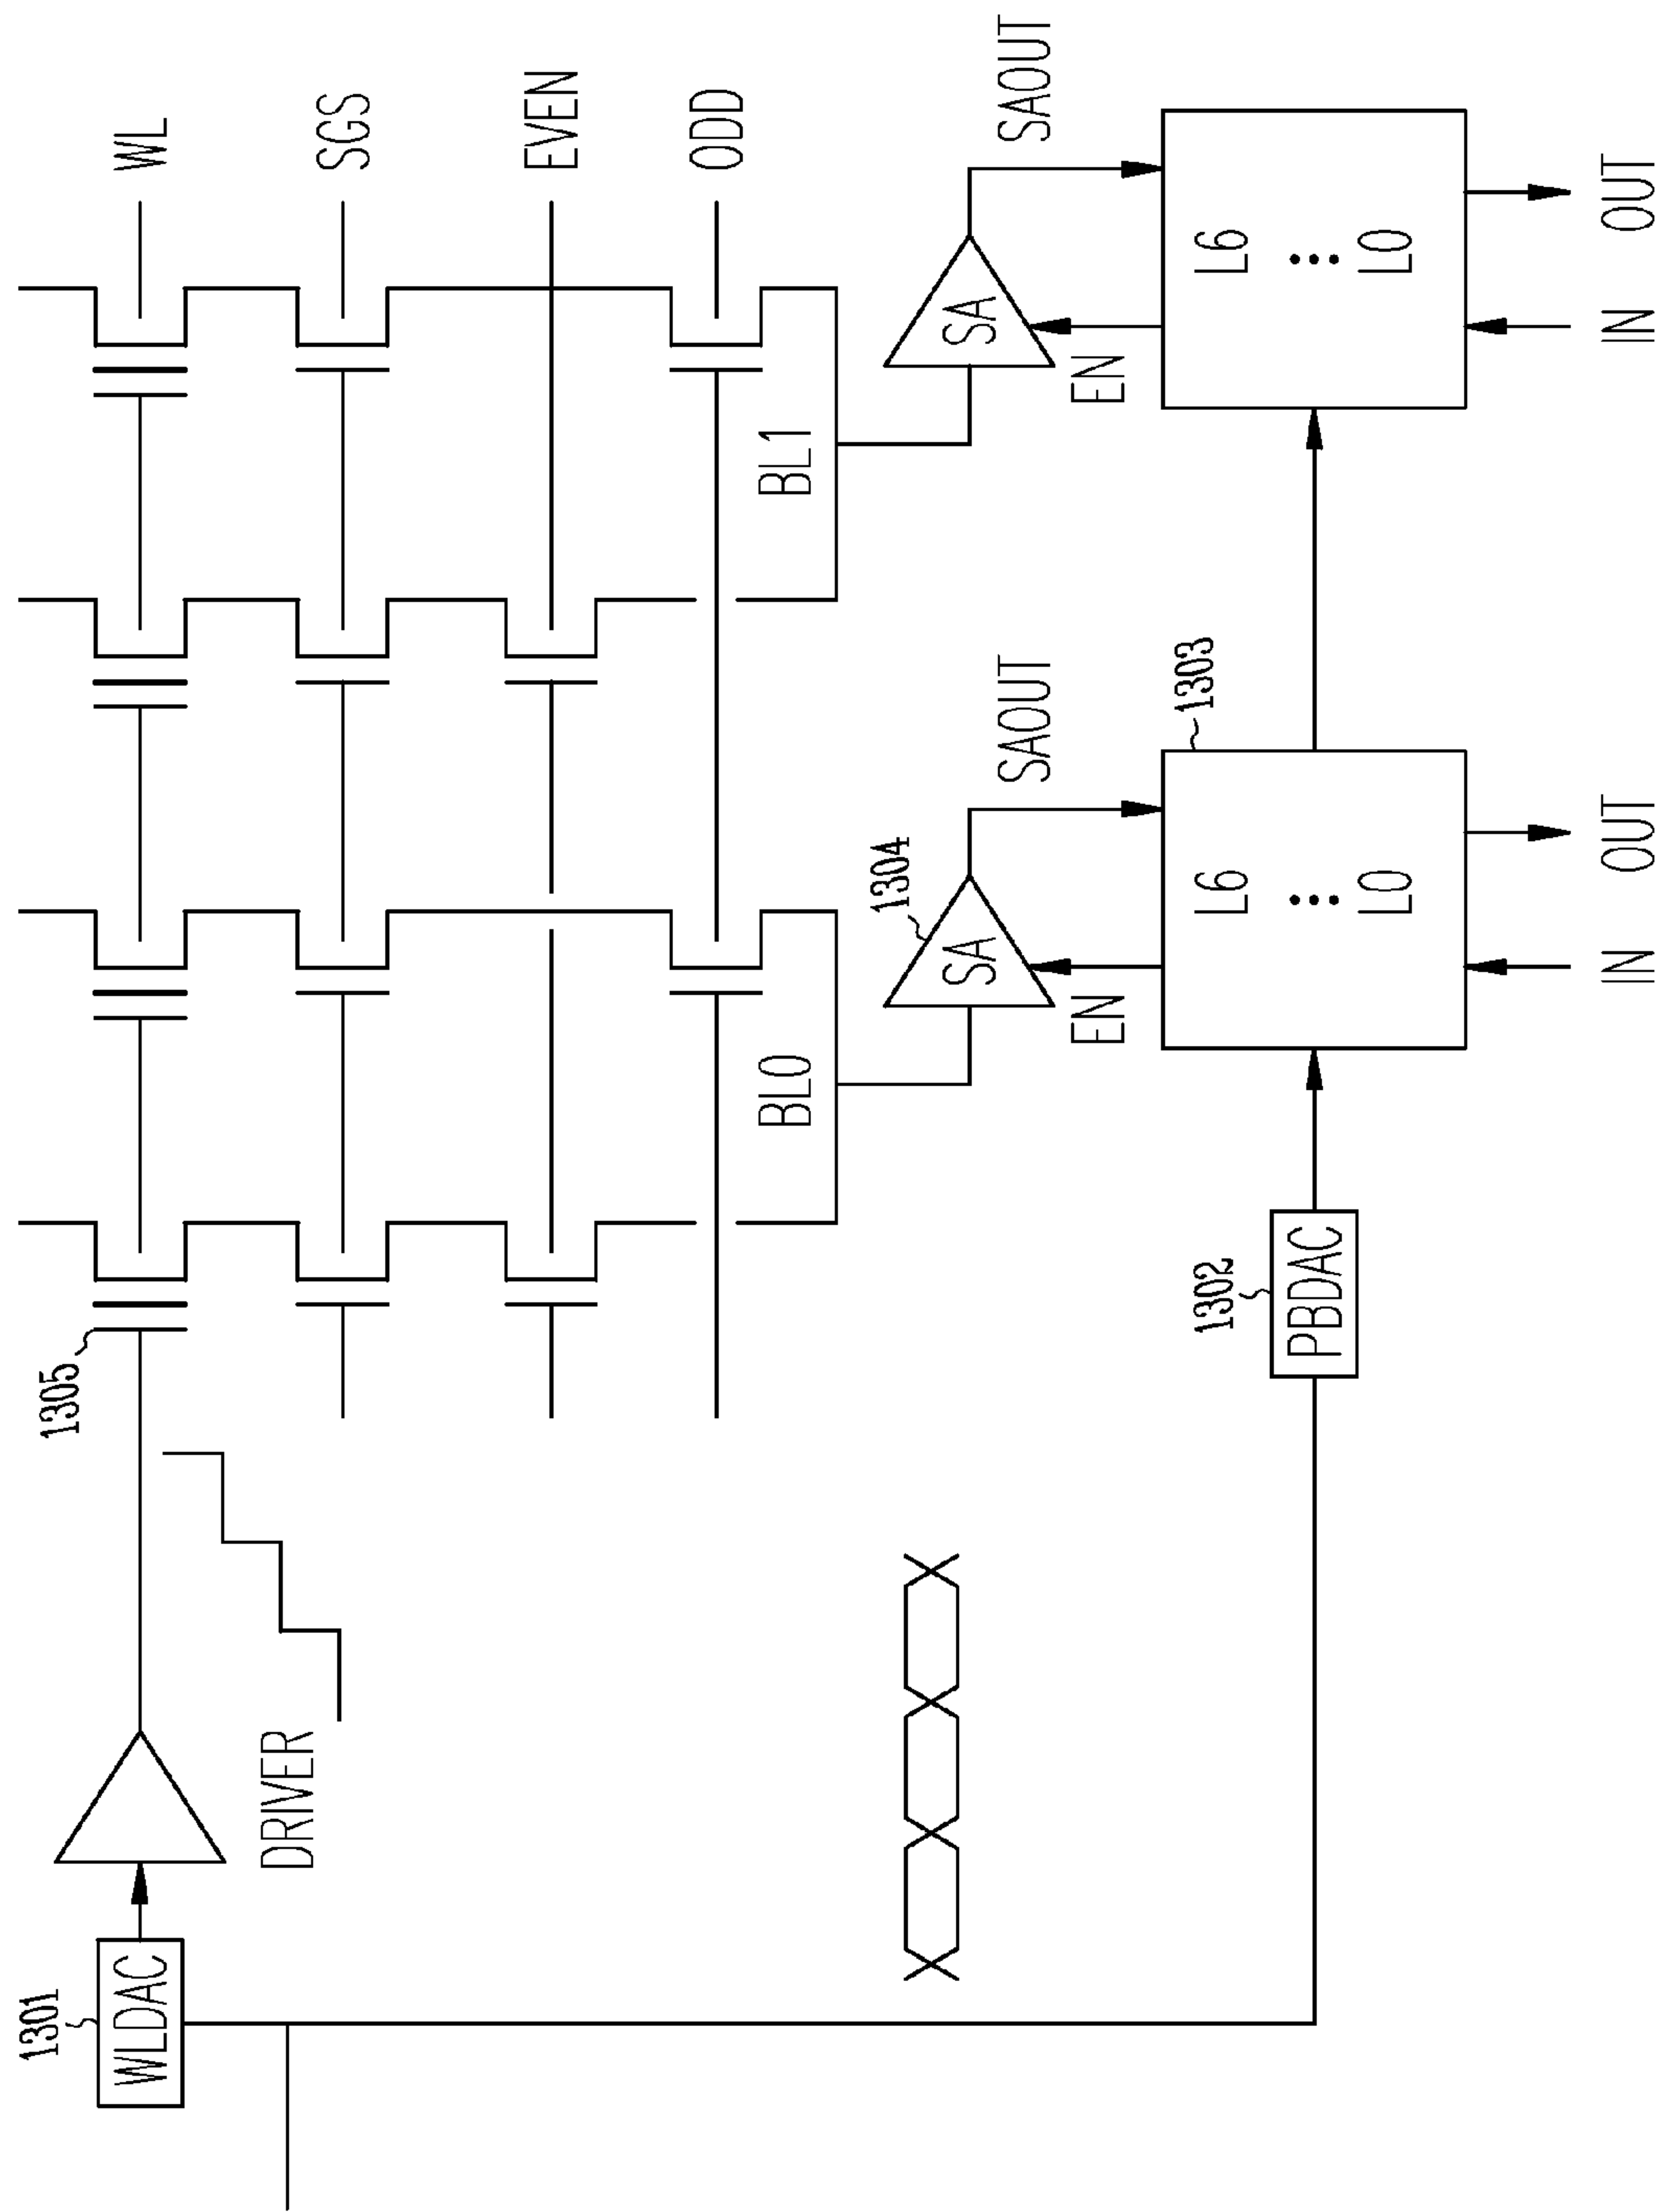 1301
WLDAC
DRIVER
1305
WL
SGS
EVEN
ODD
BL0
BL1
1304
SA
SAOUT
EN
SA
SAOUT
EN
1302
PBDAC
1303
L6
L0
L6
L0
IN
OUT
IN
OUT